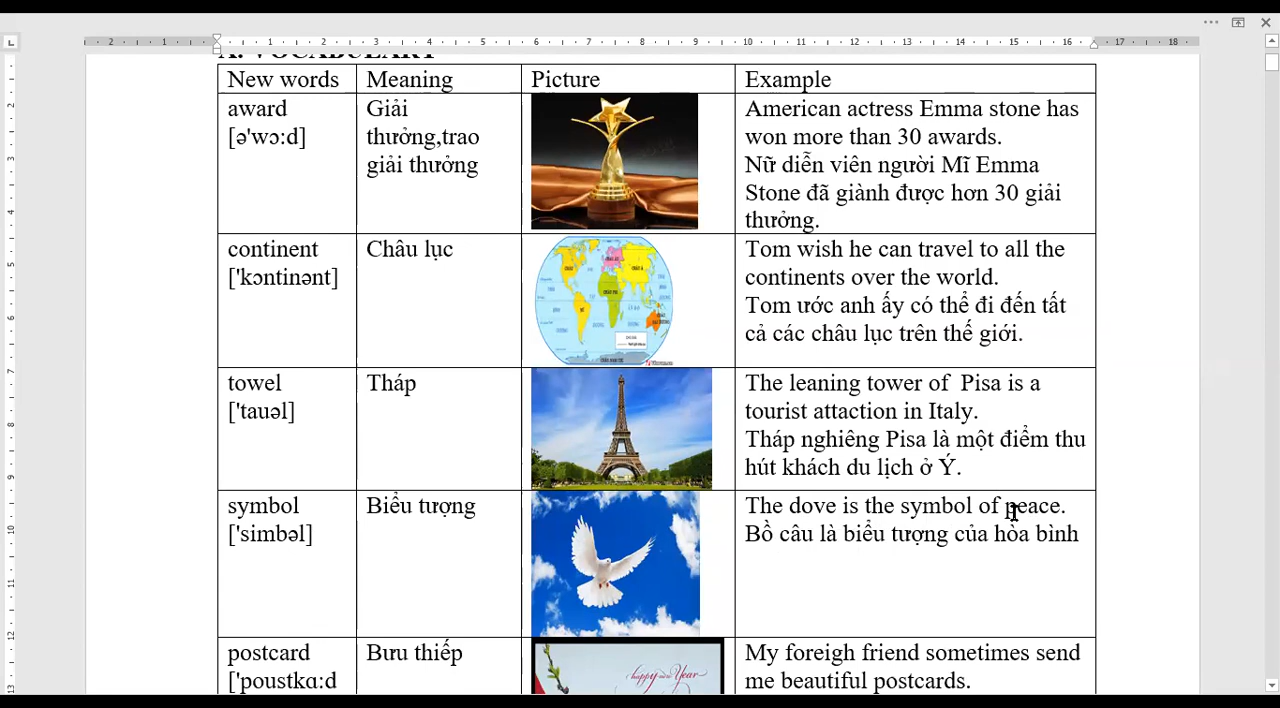 A. VOCABULARY
New words Meaning Picture Example
award
[ə'wɔ:d]
Giải
thưởng,trao
giải thưởng
American actress Emma stone has
won more than 30 awards.
Nữ diễn viên người Mĩ Emma
Stone đã giành được hơn 30 giải
thưởng.
continent
['kɔntinənt]
Châu lục
Tom wish he can travel to all the
continents over the world.
Tom ước anh ấy có thể đi đến tất
cả các châu lục trên thế giới.
towel
['tauəl]
Tháp
The leaning tower of Pisa is a
tourist attaction in Italy.
Tháp nghiêng Pisa là một điểm thu
hút khách du lịch ở Ý.
symbol
['simbəl]
Biểu tượng
The dove is the symbol of peace.
Bồ câu là biểu tượng của hòa bình
postcard
['poustkɑ:d
Bưu thiếp
happy new Year
My foreigh friend sometimes send
me beautiful postcards.